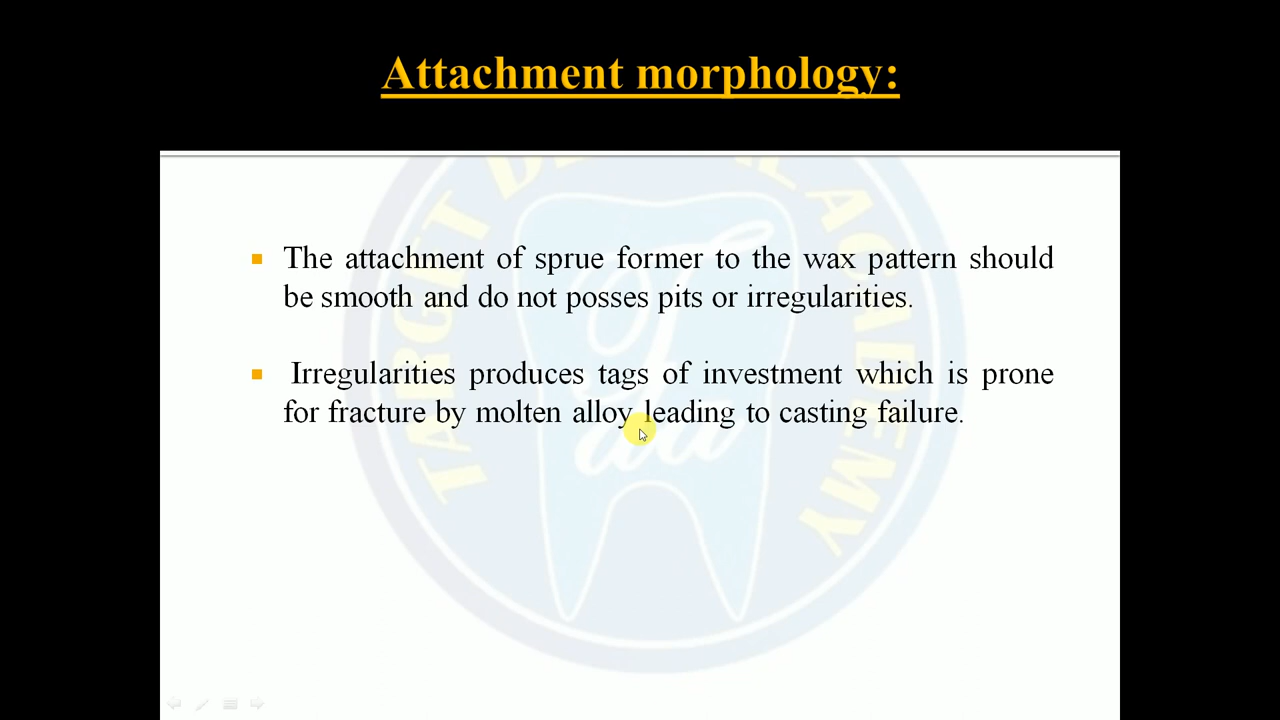 Attachment morphology:
The attachment of sprue former to the wax pattern should
be smooth and do not posses pits or irregularities.
Irregularities produces tags of investment which is prone
for fracture by molten alloy leading to casting failure.
TARGIT
ACADEMY